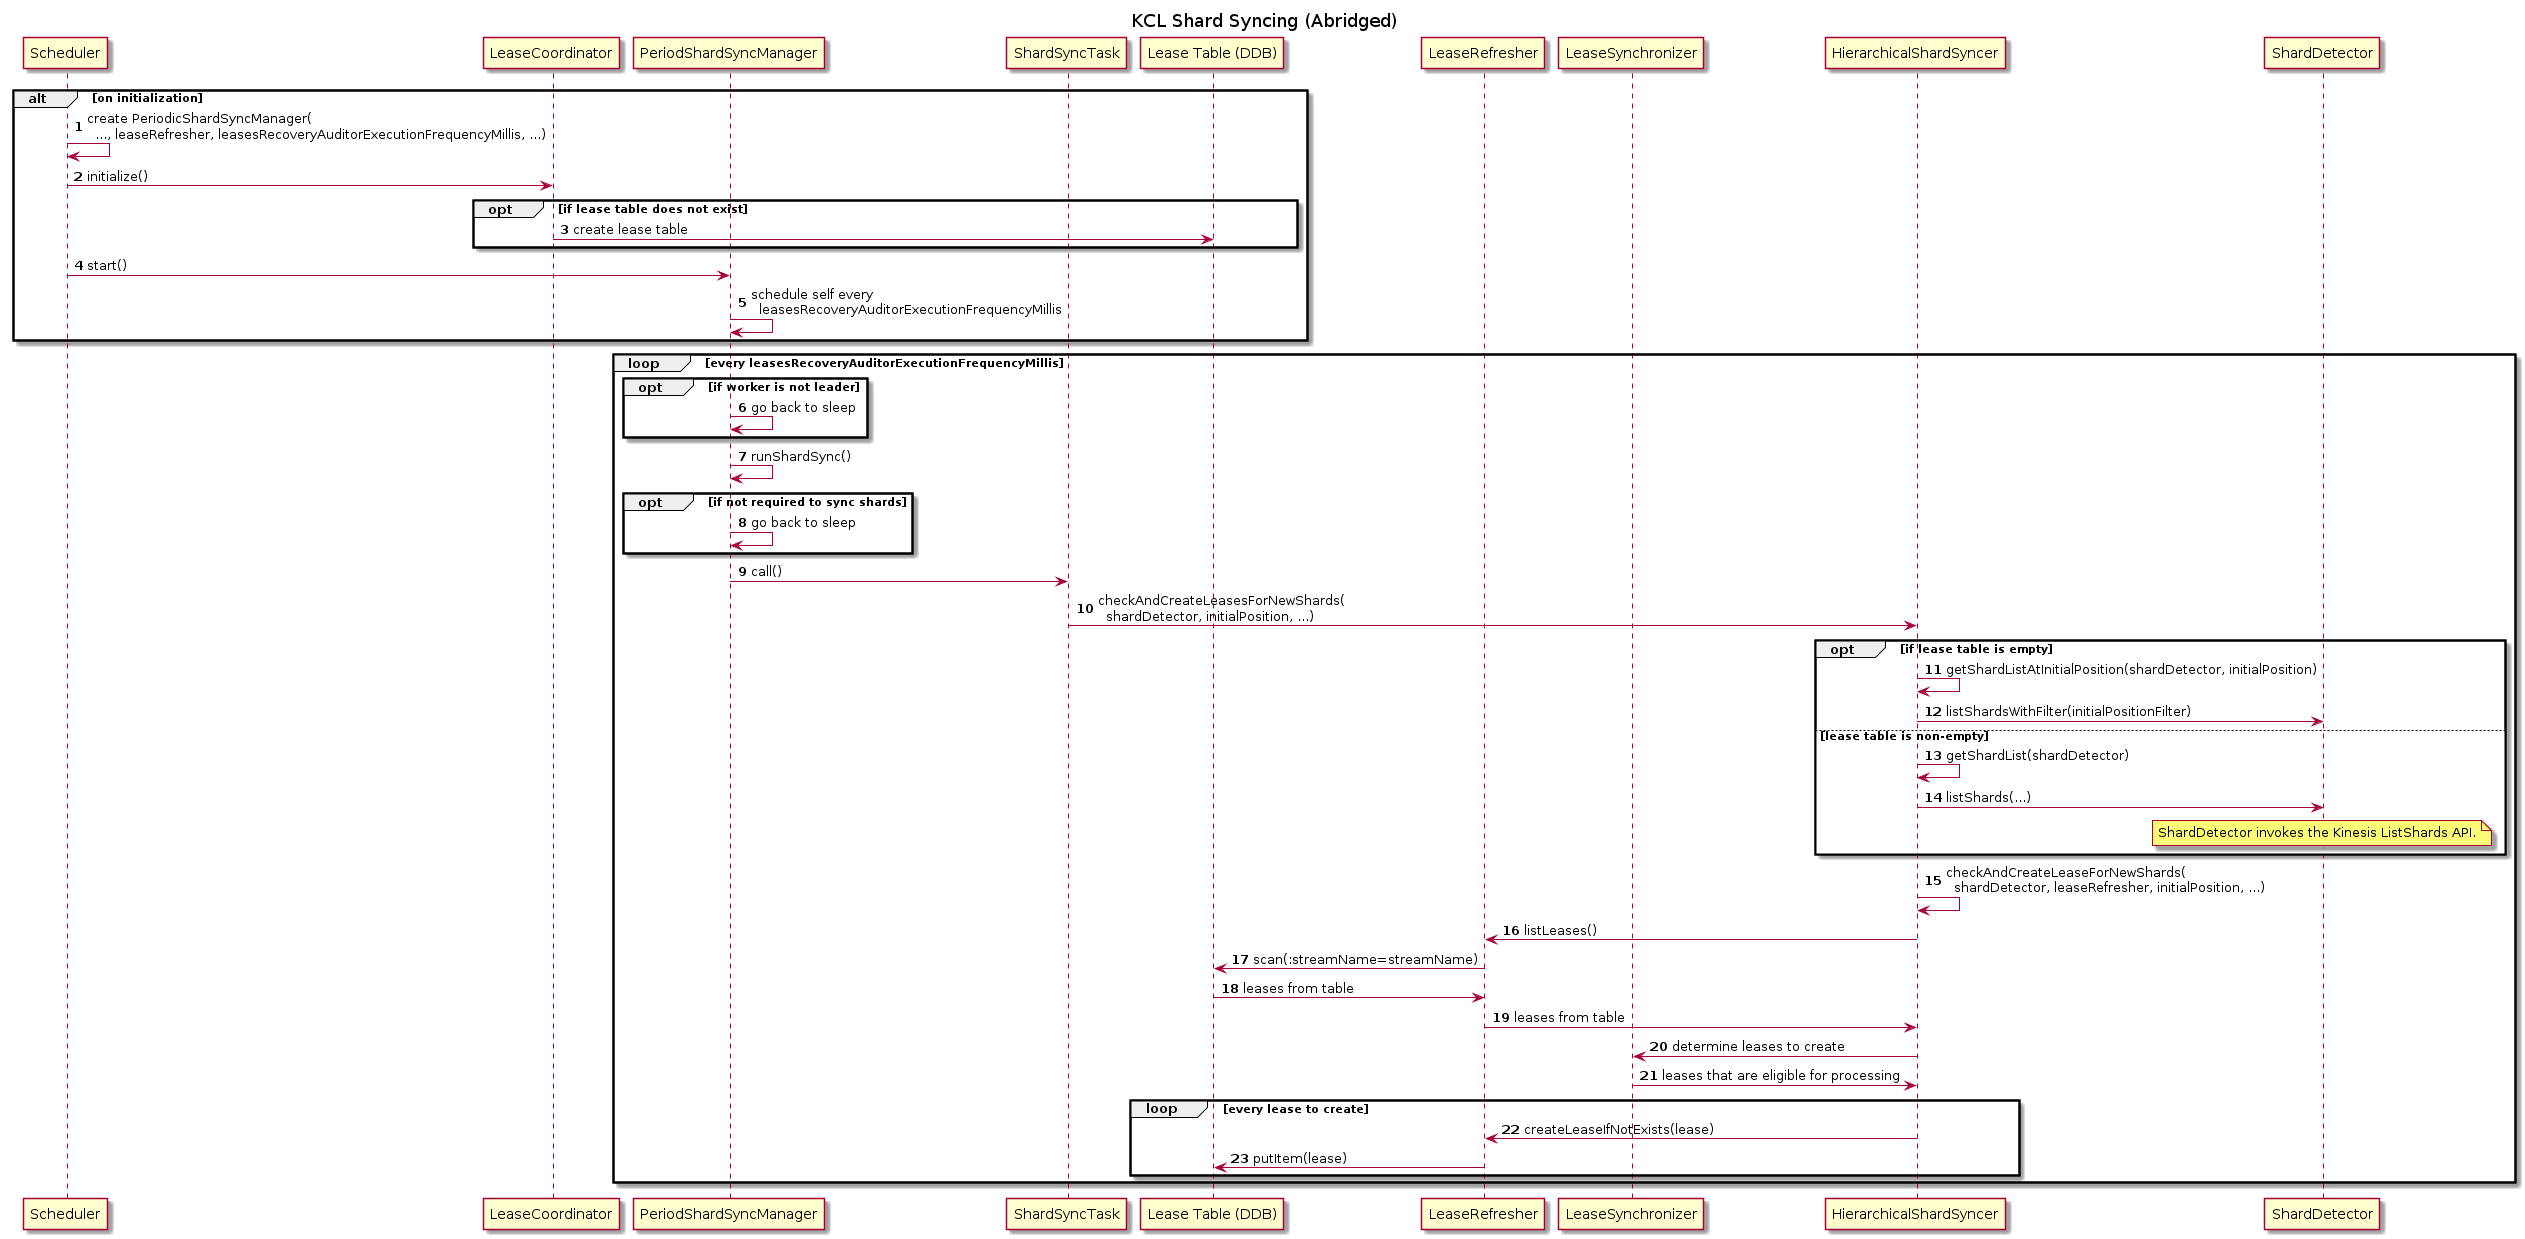 KCL Shard Syncing (Abridged)
Scheduler
LeaseCoordinator
PeriodShardSyncManager
ShardSyncTask
Lease Table (DDB)
LeaseRefresher
LeaseSynchronizer
HierarchicalShardSyncer
ShardDetector
alt [on initialization]
1 create PeriodicShardSyncManager(
..., leaseRefresher, leasesRecoveryAuditorExecutionFrequencyMillis, ...)
2 initialize()
opt [if lease table does not exist]
3 create lease table
4 start()
5 schedule self every
leasesRecoveryAuditorExecutionFrequencyMillis
loop [every leasesRecoveryAuditorExecutionFrequencyMillis]
opt [if worker is not leader]
6 go back to sleep
7 runShardSync()
opt [if not required to sync shards]
8 go back to sleep
9 call()
10 checkAndCreateLeasesForNewShards(
shardDetector, initialPosition, ...)
opt [if lease table is empty]
11 getShardListAtInitialPosition(shardDetector, initialPosition)
12 listShardsWithFilter(initialPositionFilter)
[lease table is non-empty]
13 getShardList(shardDetector)
14 listShards(...)
ShardDetector invokes the Kinesis ListShards API.
15 checkAndCreateLeaseForNewShards(
shardDetector, leaseRefresher, initialPosition, ...)
16 listLeases()
17 scan(:streamName=streamName)
18 leases from table
19 leases from table
20 determine leases to create
21 leases that are eligible for processing
loop [every lease to create]
22 createLeaseIfNotExists(lease)
23 putItem(lease)
Scheduler
LeaseCoordinator
PeriodShardSyncManager
ShardSyncTask
Lease Table (DDB)
LeaseRefresher
LeaseSynchronizer
HierarchicalShardSyncer
ShardDetector